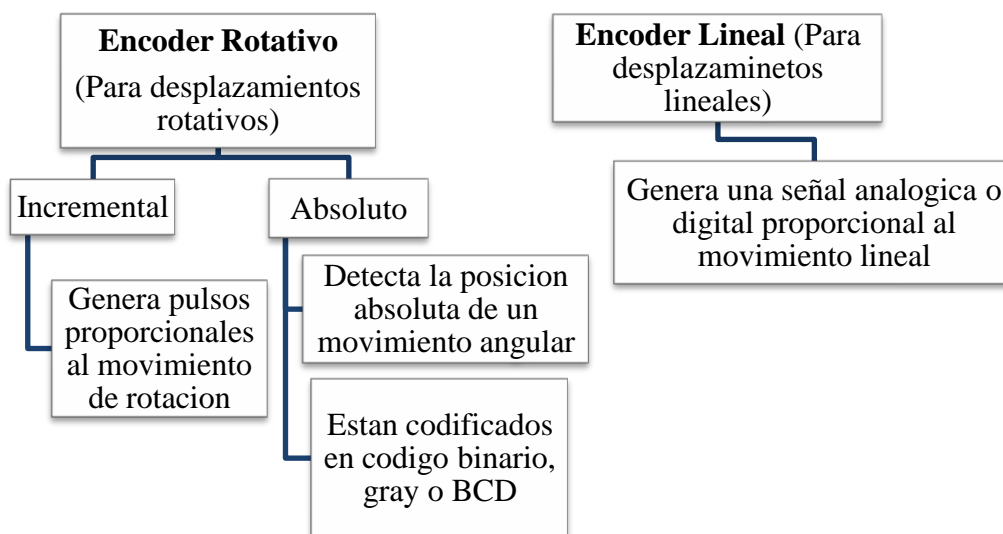 Encoder Rotativo
(Para desplazamientos
rotativos)
Incremental
Genera pulsos
proporcionales
al movimiento
de rotacion
Absoluto
Detecta la posicion
absoluta de un
movimiento angular
Estan codificados
en codigo binario,
gray o BCD
Encoder Lineal (Para
desplazaminetos
lineales)
Genera una señal analogica o
digital proporcional al
movimiento lineal